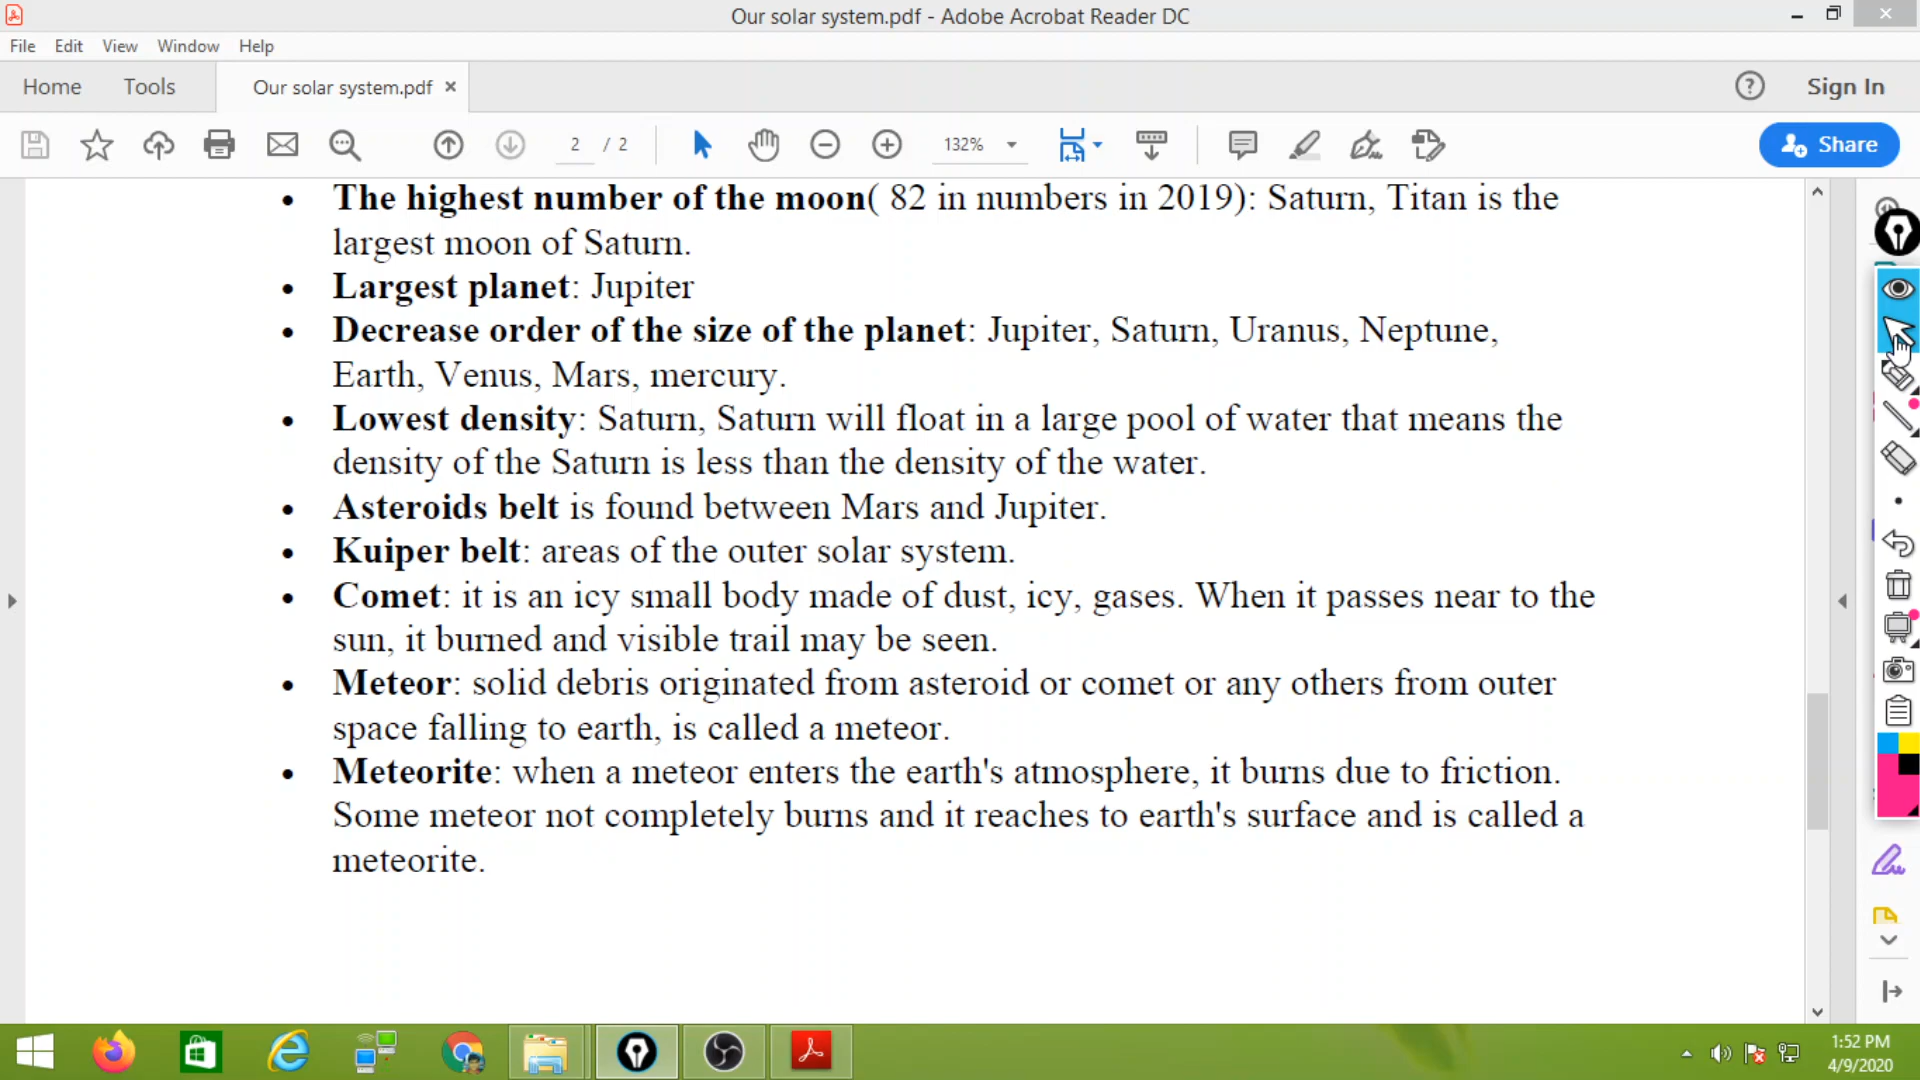 Our solar system.pdf - Adobe Acrobat Reader DC
File Edit View Window Help
Home Tools Our solar system.pdf × Sign In
2 / 2 132% Share
• The highest number of the moon( 82 in numbers in 2019): Saturn, Titan is the
largest moon of Saturn.
• Largest planet: Jupiter
• Decrease order of the size of the planet: Jupiter, Saturn, Uranus, Neptune,
Earth, Venus, Mars, mercury.
• Lowest density: Saturn, Saturn will float in a large pool of water that means the
density of the Saturn is less than the density of the water.
• Asteroids belt is found between Mars and Jupiter.
• Kuiper belt: areas of the outer solar system.
• Comet: it is an icy small body made of dust, icy, gases. When it passes near to the
sun, it burned and visible trail may be seen.
• Meteor: solid debris originated from asteroid or comet or any others from outer
space falling to earth, is called a meteor.
• Meteorite: when a meteor enters the earth's atmosphere, it burns due to friction.
Some meteor not completely burns and it reaches to earth's surface and is called a
meteorite.
1:52 PM
4/9/2020